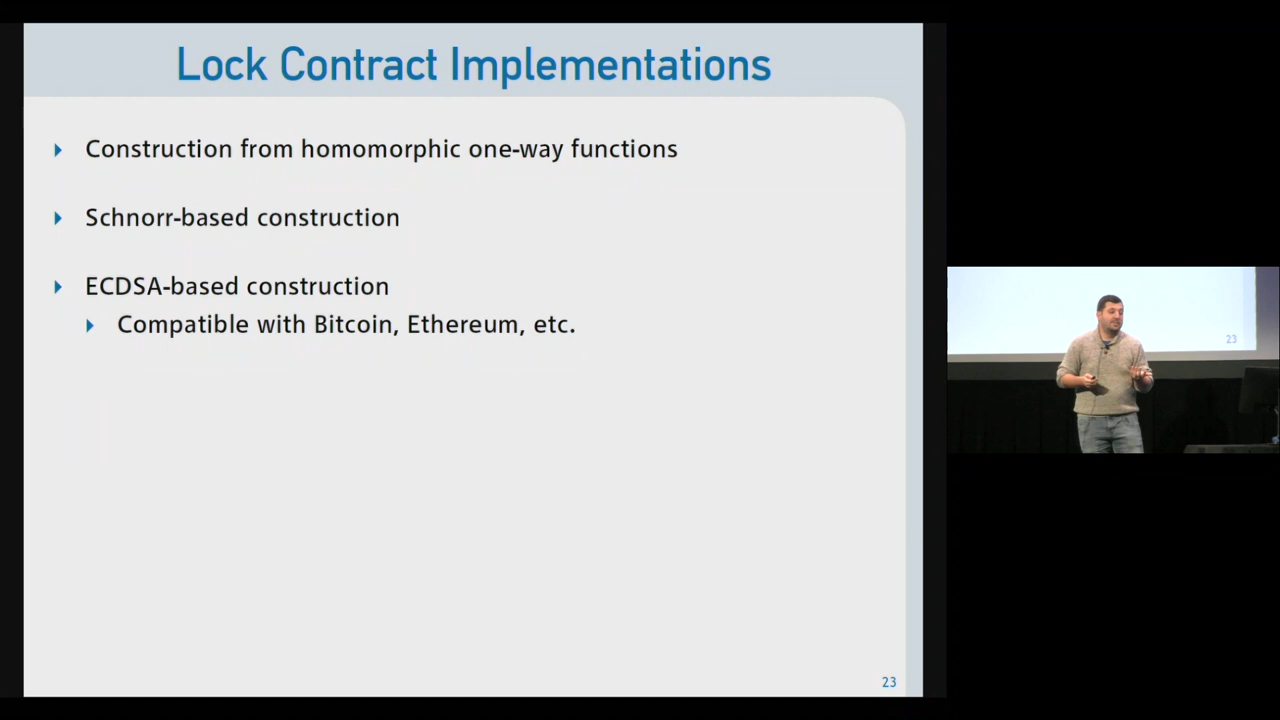 Lock Contract Implementations
Construction from homomorphic one-way functions
Schnorr-based construction
ECDSA-based construction
Compatible with Bitcoin, Ethereum, etc.
23
23